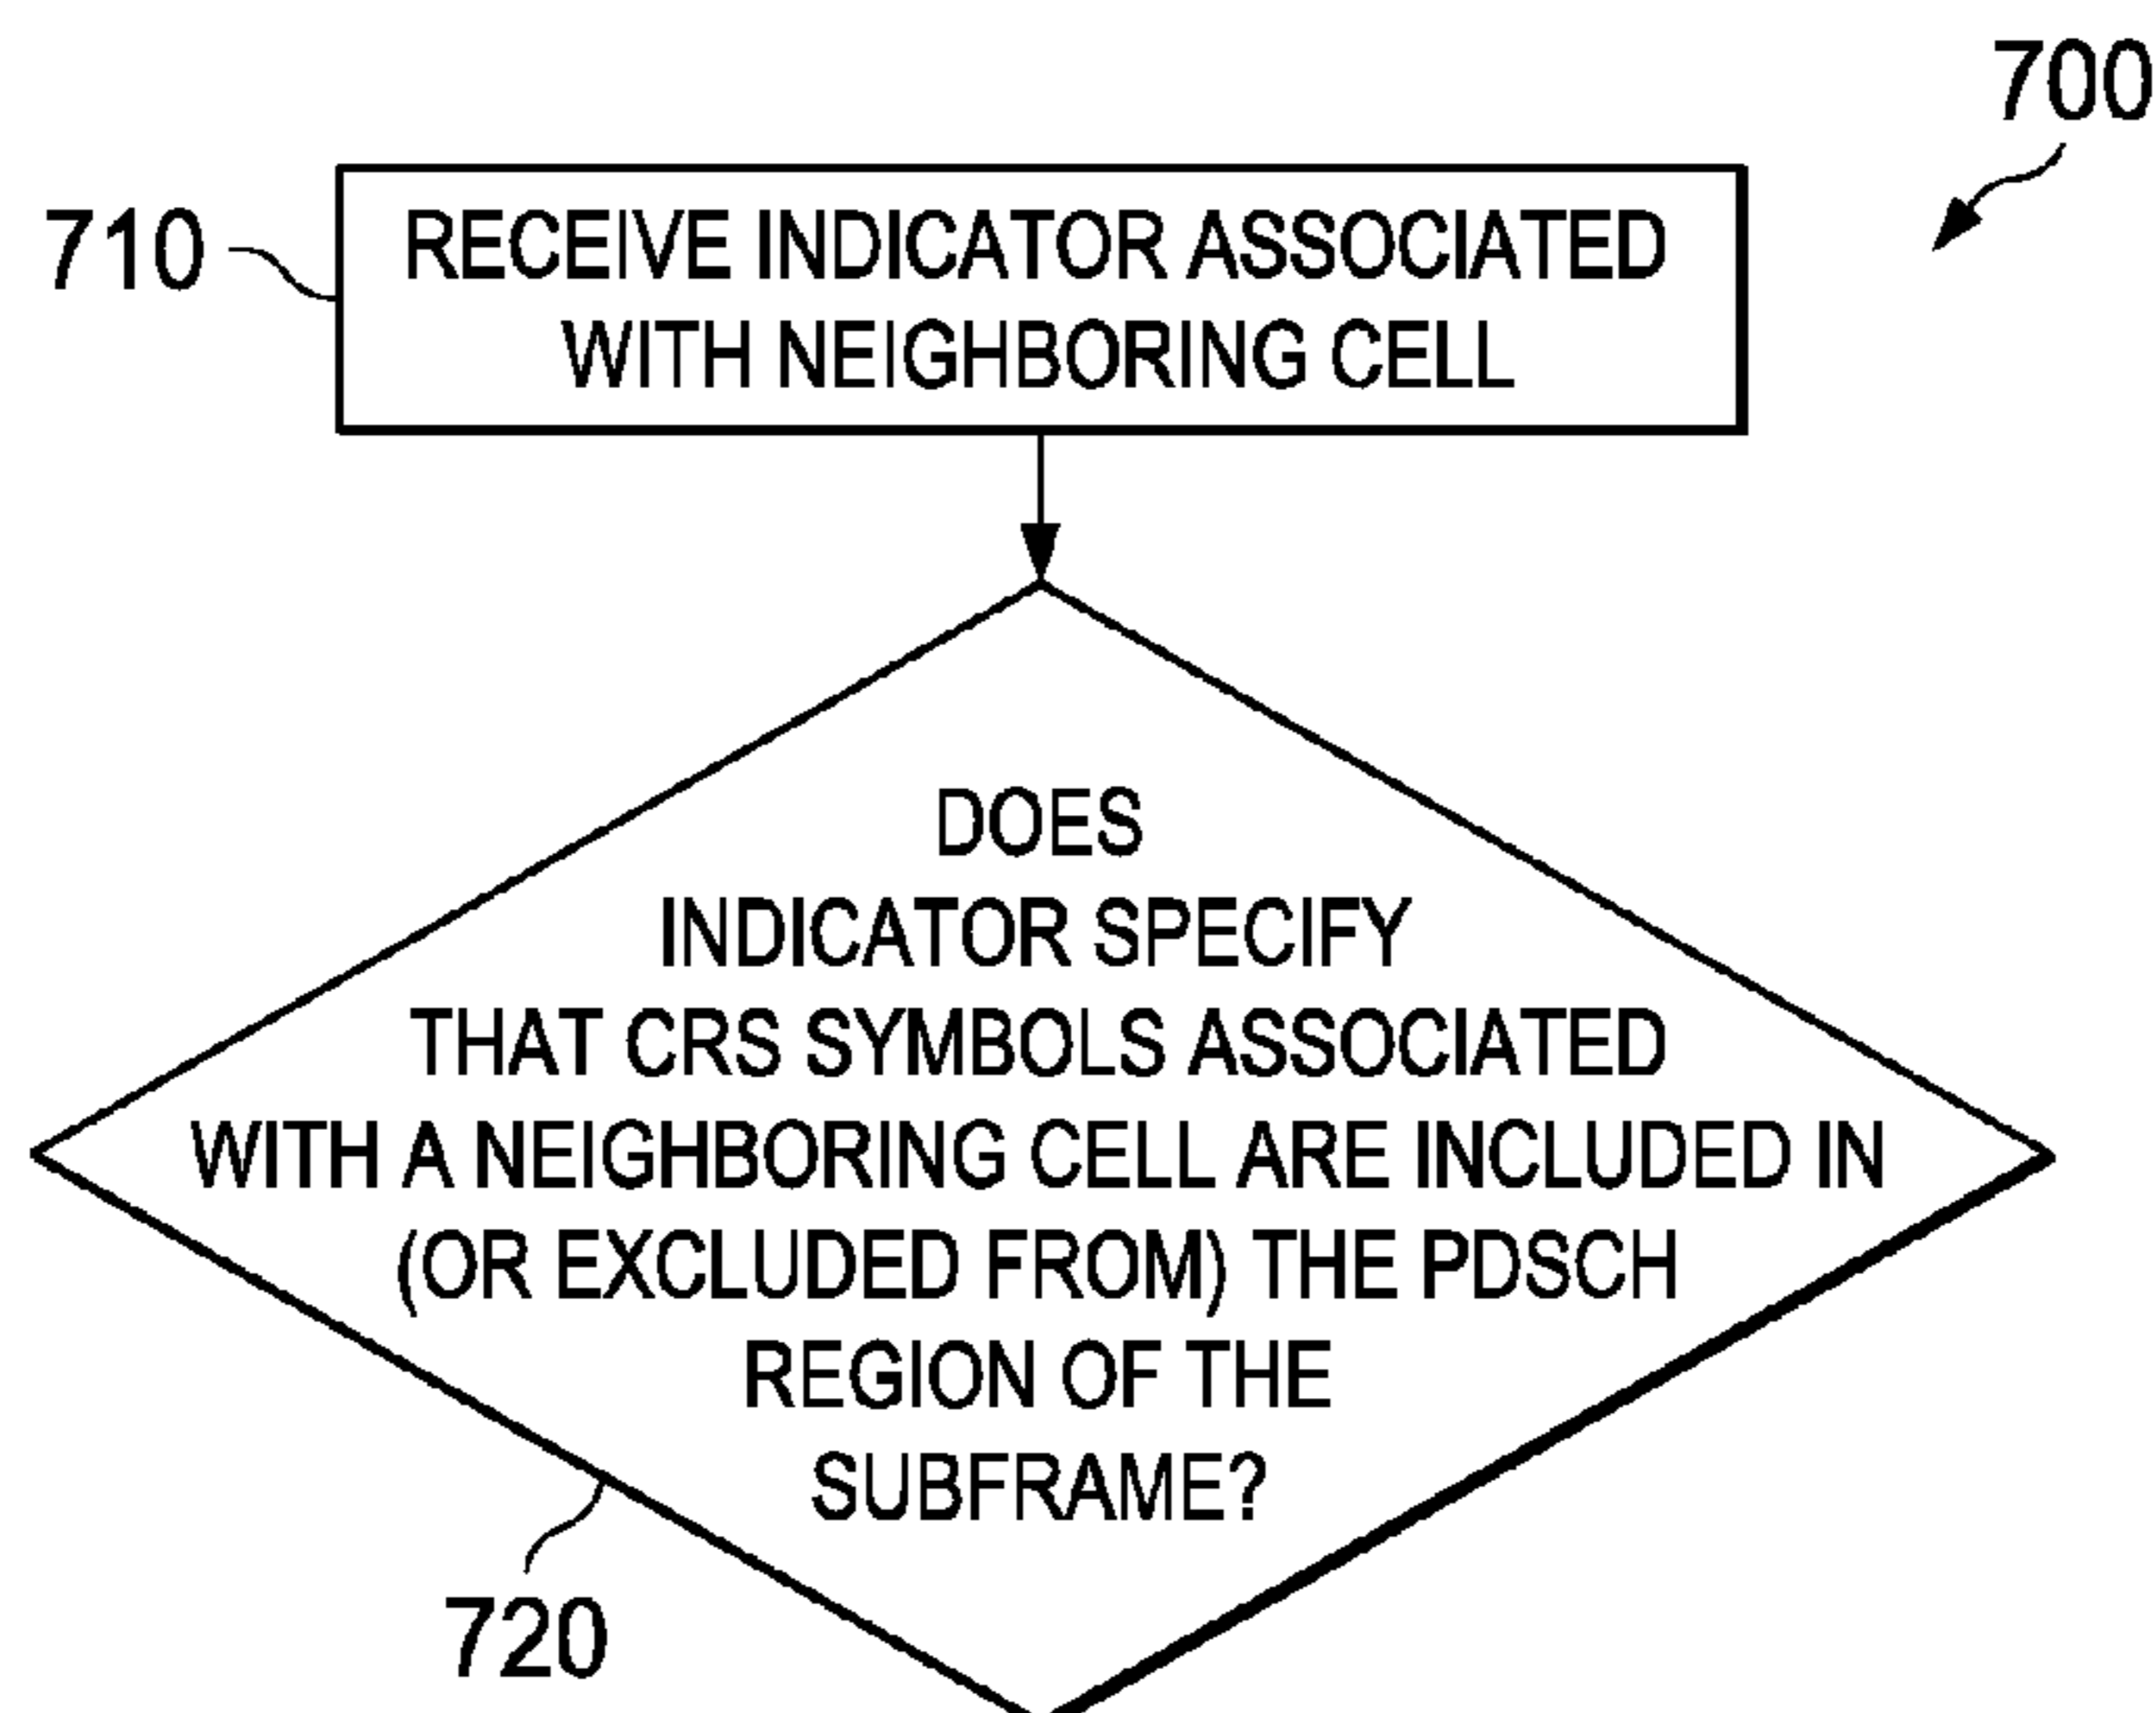 700
710
RECEIVE INDICATOR ASSOCIATED
WITH NEIGHBORING CELL
DOES
INDICATOR SPECIFY
THAT CRS SYMBOLS ASSOCIATED
WITH A NEIGHBORING CELL ARE INCLUDED IN
(OR EXCLUDED FROM) THE PDSCH
REGION OF THE
SUBFRAME?
720